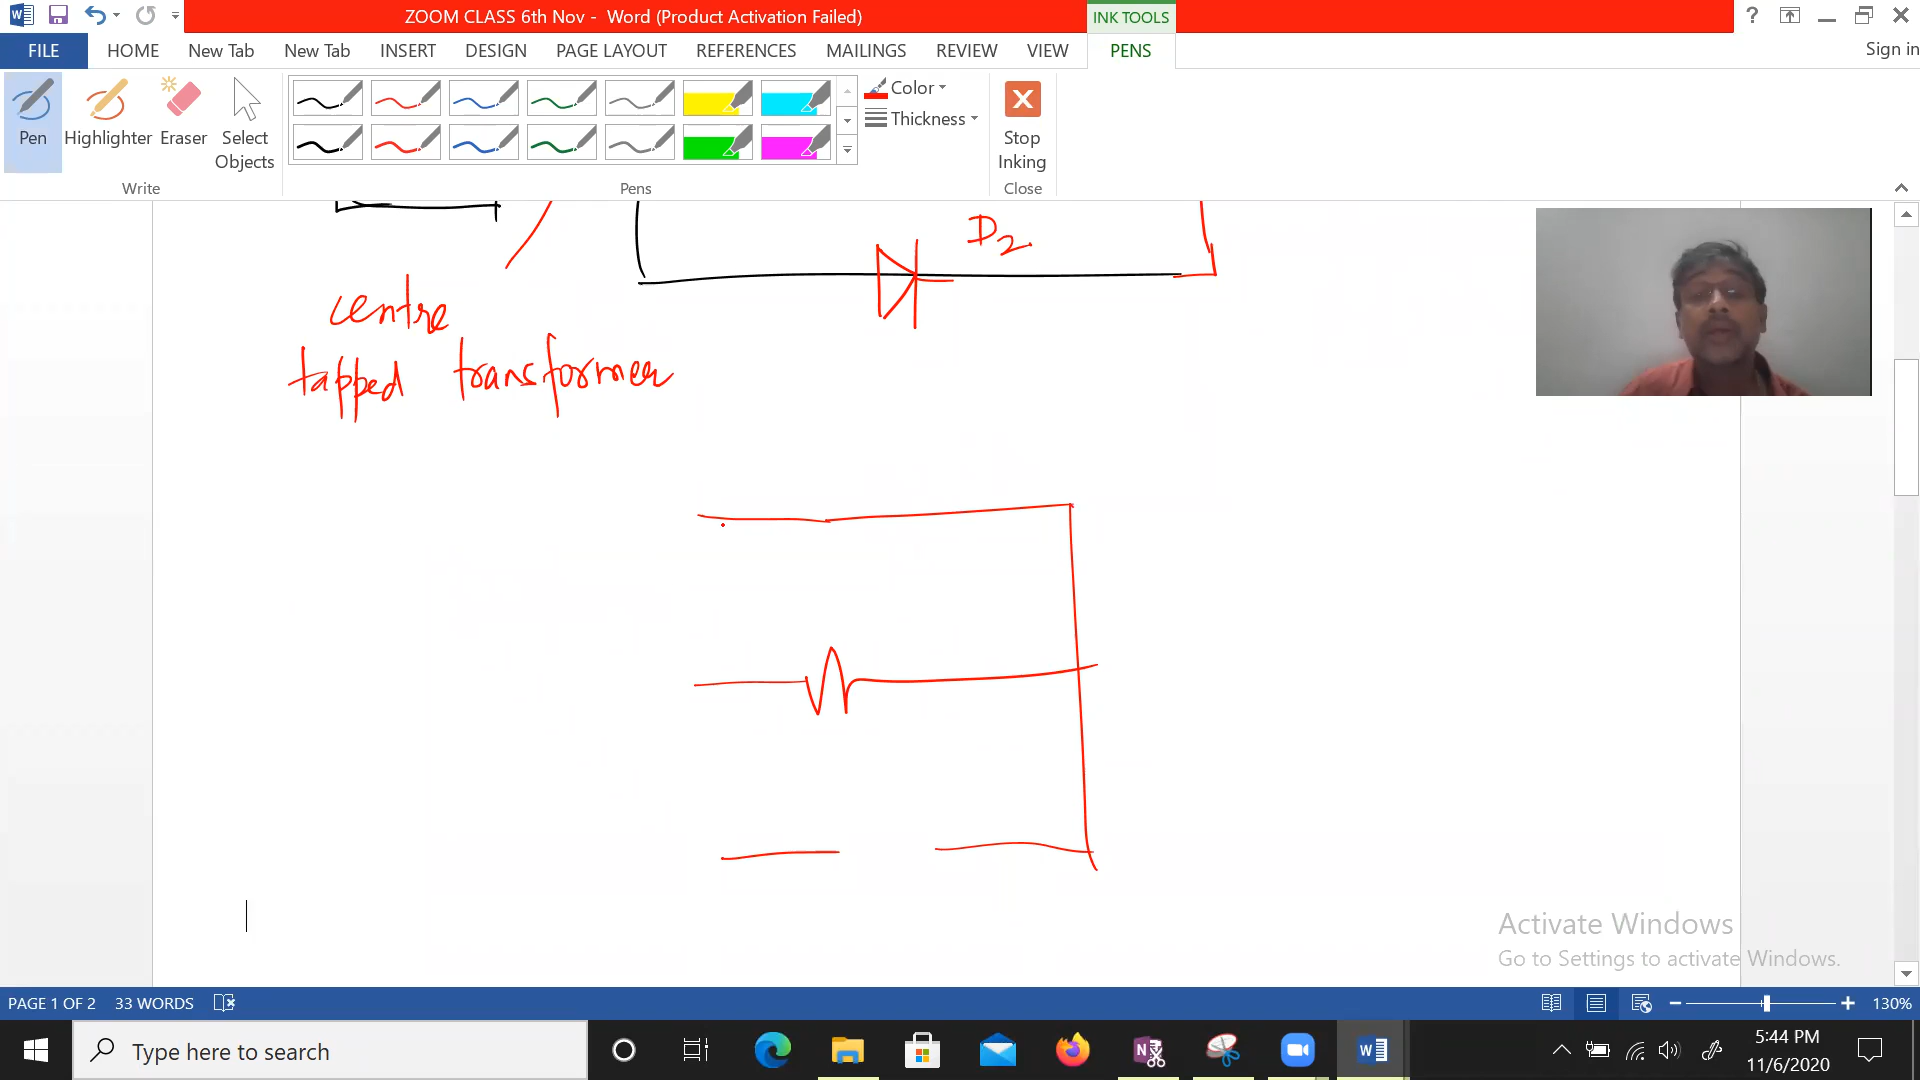 ZOOM CLASS 6th Nov - Word (Product Activation Failed)
INK TOOLS
FILE HOME New Tab New Tab INSERT DESIGN PAGE LAYOUT REFERENCES MAILINGS REVIEW VIEW PENS
Sign in
Pen Highlighter Eraser Select Objects
Color
Thickness
Stop Inking
Write Pens Close
D2
centre
tapped transformer
Activate Windows
Go to Settings to activate Windows.
PAGE 1 OF 2 33 WORDS
130%
Type here to search
5:44 PM
11/6/2020